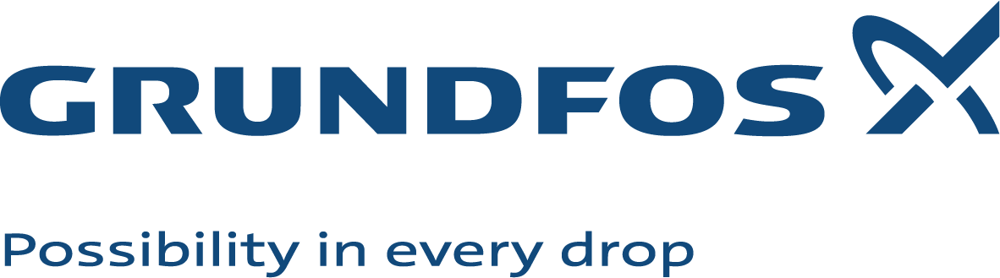 GRUNDFOS
Possibility in every drop